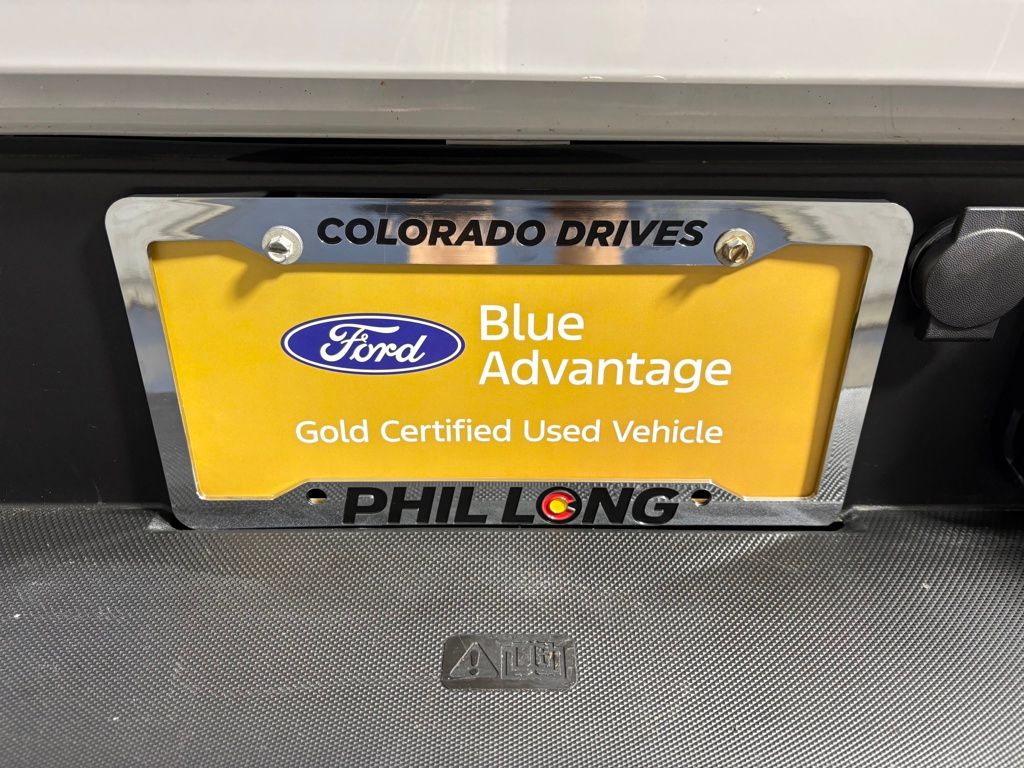 COLORADO DRIVES
Ford
Blue
Advantage
Gold Certified Used Vehicle
PHIL LONG